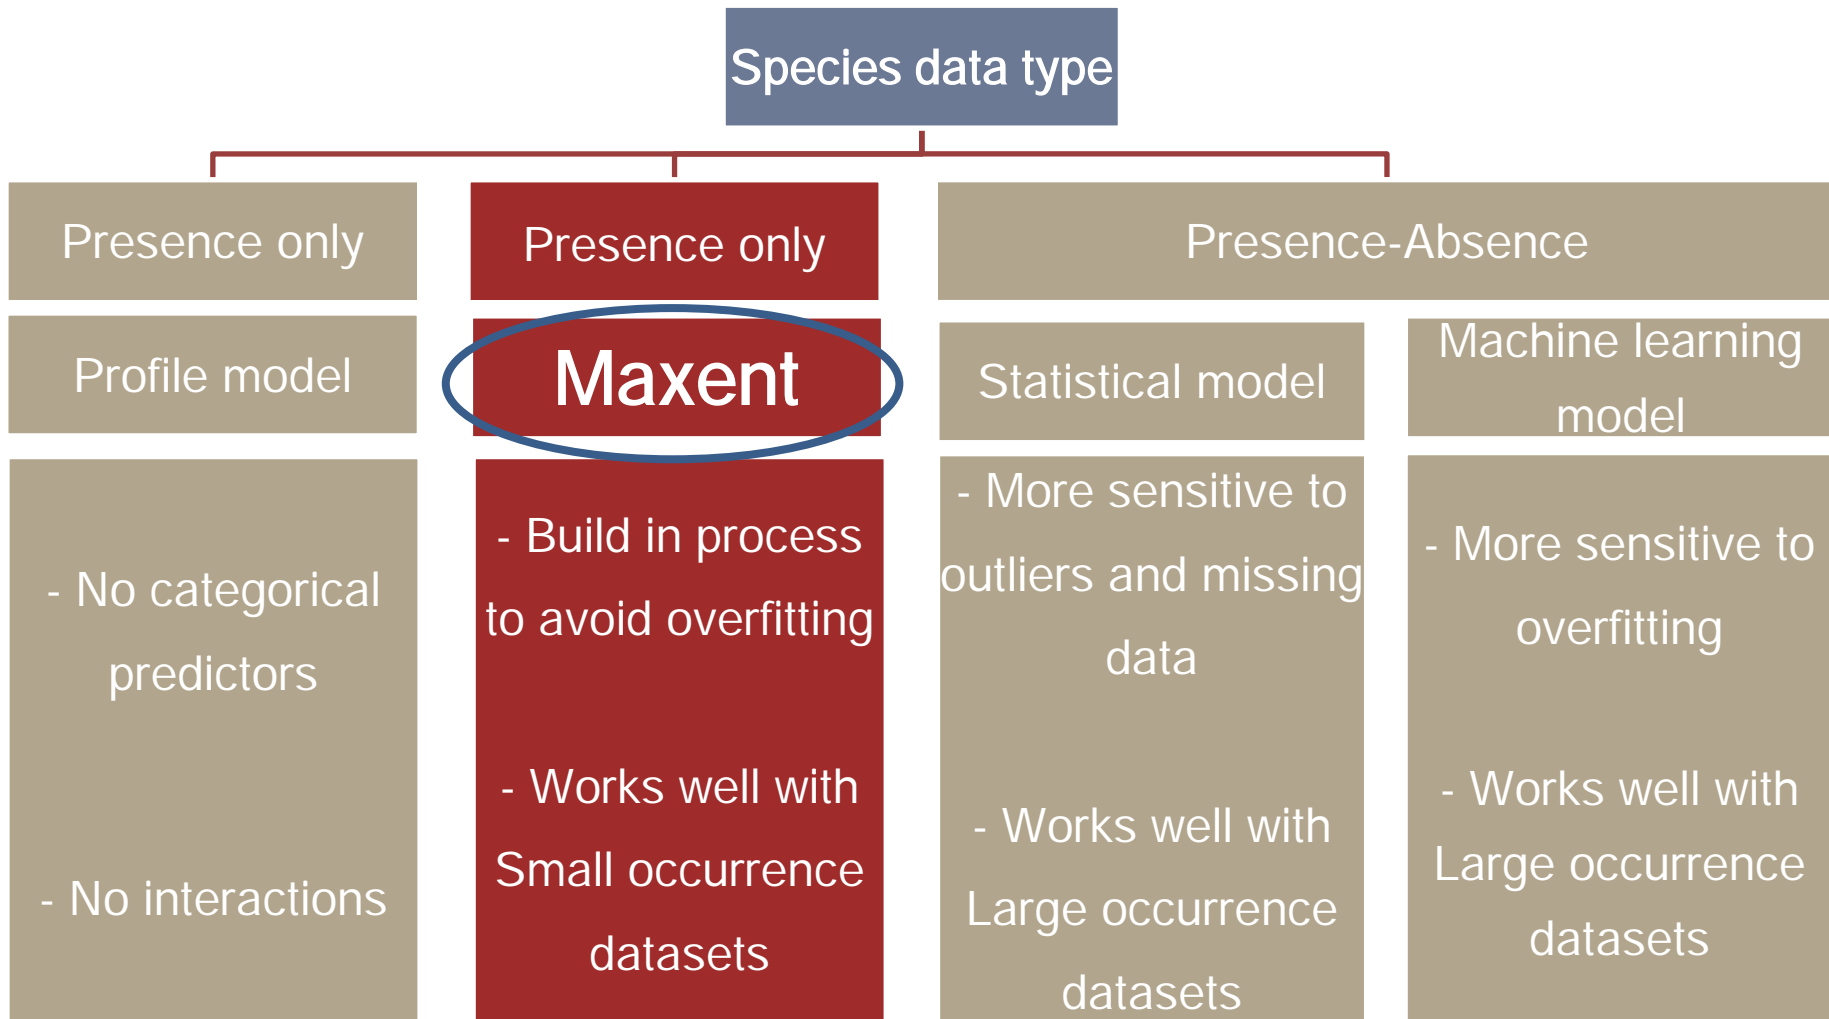 Species data type
Presence only
Presence only
Presence-Absence
Profile model
Maxent
Statistical model
Machine learning
model
- No categorical
predictors
- No interactions
- Build in process
to avoid overfitting
- Works well with
Small occurrence
datasets
- More sensitive to
outliers and missing
data
- Works well with
Large occurrence
datasets
- More sensitive to
overfitting
- Works well with
Large occurrence
datasets